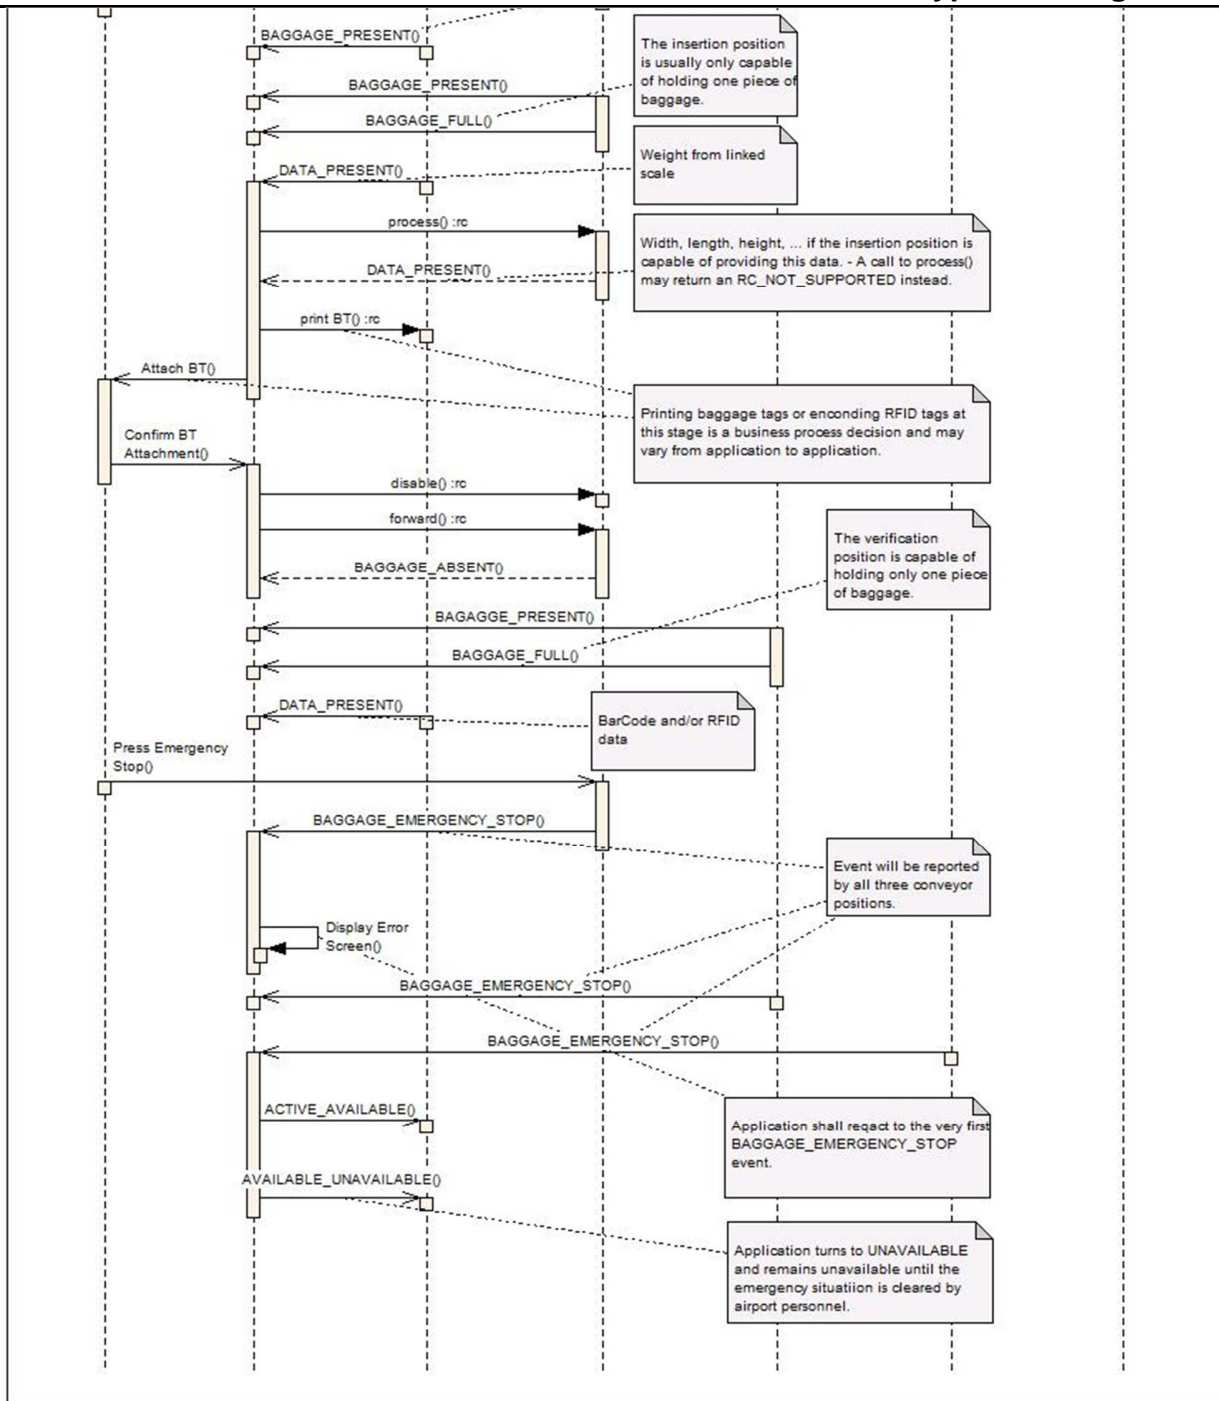 BAGGAGE_PRESENT()
The insertion position
is usually only capable
of holding one piece of
baggage.
BAGGAGE_PRESENT()
BAGGAGE_FULL()
Weight from linked
scale
DATA_PRESENT()
process() :rc
Width, length, height, ... if the insertion position is
capable of providing this data. - A call to process()
may return an RC_NOT_SUPPORTED instead.
DATA_PRESENT()
print BT() :rc
Attach BT()
Printing baggage tags or enconding RFID tags at
this stage is a business process decision and may
vary from application to application.
Confirm BT
Attachment()
disable() :rc
forward() :rc
The verification
position is capable of
holding only one piece
of baggage.
BAGGAGE_ABSENT()
BAGAGGE_PRESENT()
BAGGAGE_FULL()
DATA_PRESENT()
BarCode and/or RFID
data
Press Emergency
Stop()
BAGGAGE_EMERGENCY_STOP()
Event will be reported
by all three conveyor
positions.
Display Error
Screen()
BAGGAGE_EMERGENCY_STOP()
BAGGAGE_EMERGENCY_STOP()
ACTIVE_AVAILABLE()
Application shall reqact to the very first
BAGGAGE_EMERGENCY_STOP
event.
AVAILABLE_UNAVAILABLE()
Application turns to UNAVAILABLE
and remains unavailable until the
emergency situatiion is cleared by
airport personnel.